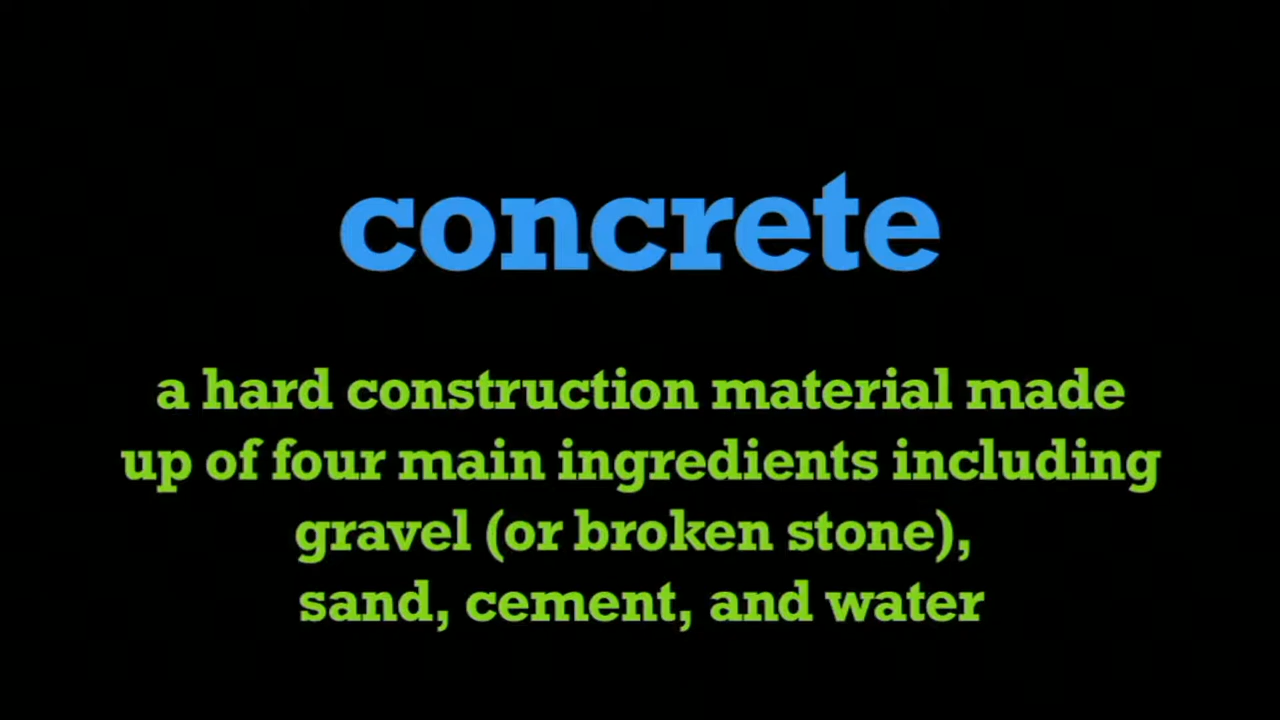 concrete
a hard construction material made
up of four main ingredients including
gravel (or broken stone),
sand, cement, and water